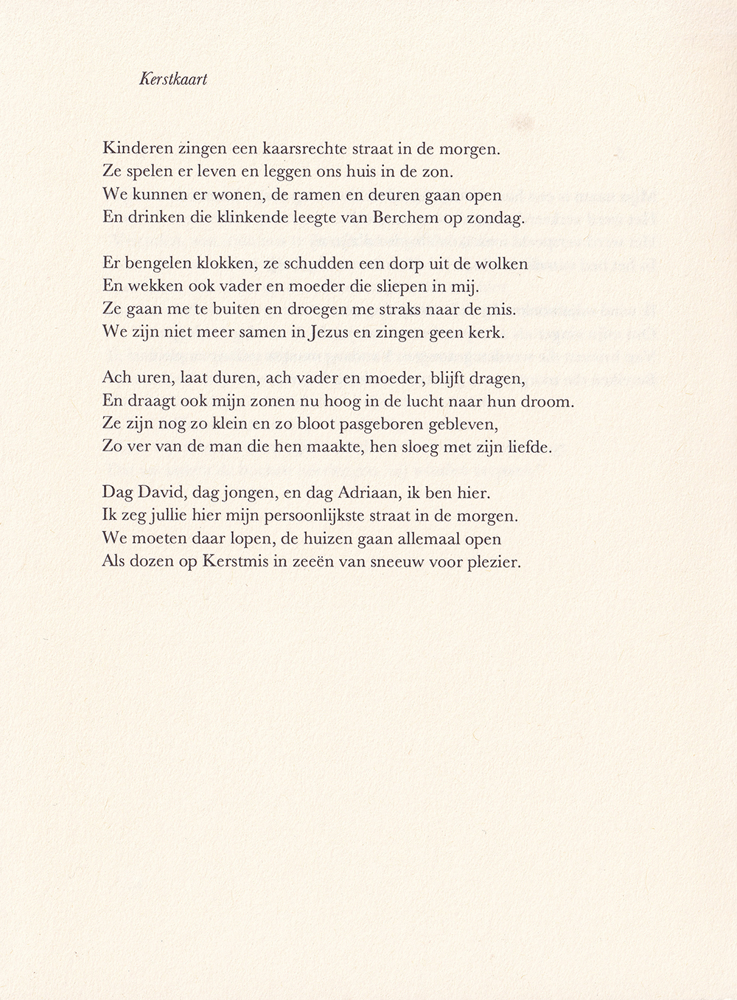 Kerstkaart
Kinderen zingen een kaarsrechte straat in de morgen.
Ze spelen er leven en leggen ons huis in de zon.
We kunnen er wonen, de ramen en deuren gaan open
En drinken die klinkende leegte van Berchem op zondag.
Er bengelen klokken, ze schudden een dorp uit de wolken
En wekken ook vader en moeder die sliepen in mij.
Ze gaan me te buiten en droegen me straks naar de mis.
We zijn niet meer samen in Jezus en zingen geen kerk.
Ach uren, laat duren, ach vader en moeder, blijft dragen,
En draagt ook mijn zonen nu hoog in de lucht naar hun droom.
Ze zijn nog zo klein en zo bloot pasgeboren gebleven,
Zo ver van de man die hen maakte, hen sloeg met zijn liefde.
Dag David, dag jongen, en dag Adriaan, ik ben hier.
Ik zeg jullie hier mijn persoonlijkste straat in de morgen.
We moeten daar lopen, de huizen gaan allemaal open
Als dozen op Kerstmis in zeeën van sneeuw voor plezier.